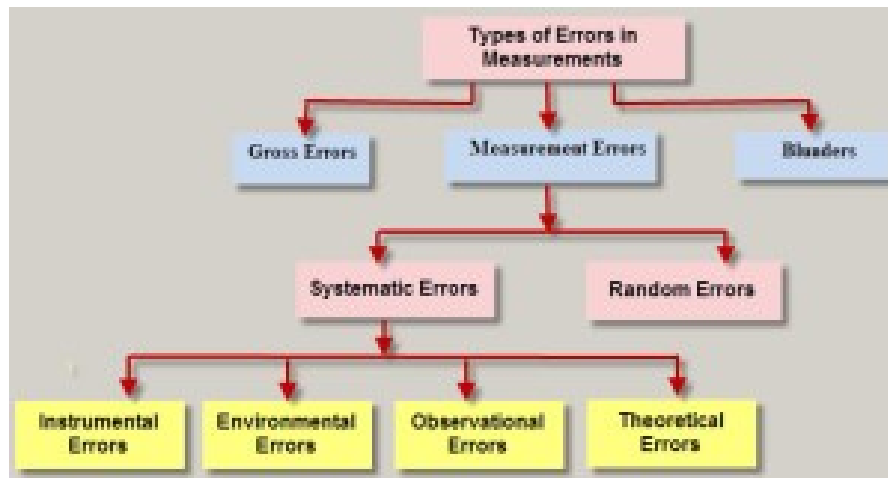 Types of Errors in
Measurements
Gross Errors
Measurement Errors
Blunders
Systematic Errors
Random Errors
Instrumental
Errors
Environmental
Errors
Observational
Errors
Theoretical
Errors